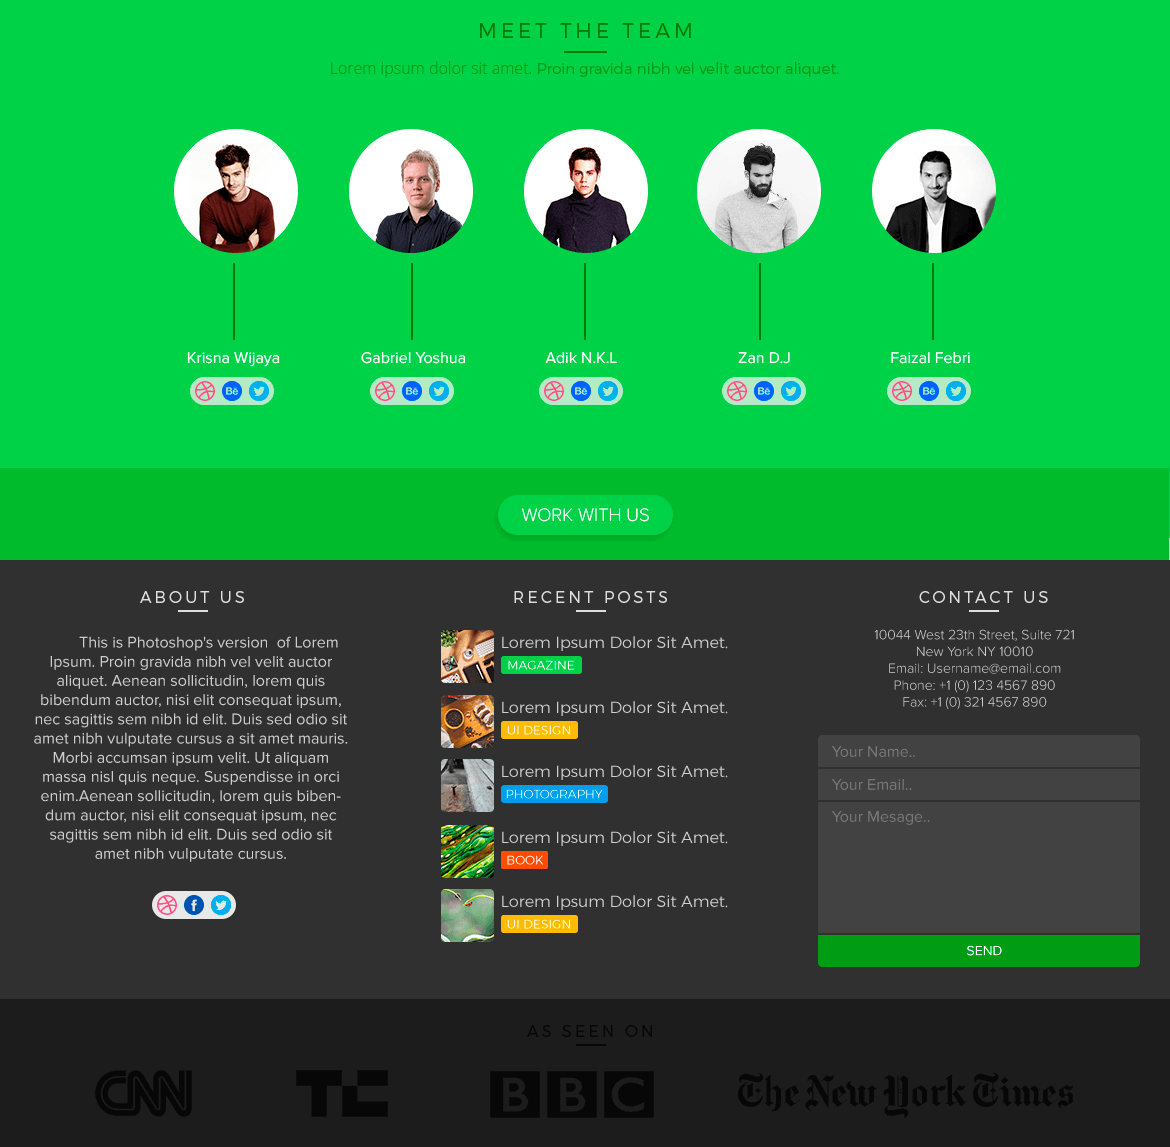 MEET THE TEAM
Lorem ipsum dolor sit amet. Proin gravida nibh vel velit auctor aliquet.
Krisna Wijaya
Gabriel Yoshua
Adik N.K.L
Zan D.J
Faizal Febri
Bē
Bē
Bē
Bē
Bē
WORK WITH US
ABOUT US
This is Photoshop's version of Lorem
Ipsum. Proin gravida nibh vel velit auctor
aliquet. Aenean sollicitudin, lorem quis
bibendum auctor, nisi elit consequat ipsum,
nec sagittis sem nibh id elit. Duis sed odio sit
amet nibh vulputate cursus a sit amet mauris.
Morbi accumsan ipsum velit. Ut aliquam
massa nisl quis neque. Suspendisse in orci
enim.Aenean sollicitudin, lorem quis biben-
dum auctor, nisi elit consequat ipsum, nec
sagittis sem nibh id elit. Duis sed odio sit
amet nibh vulputate cursus.
f
RECENT POSTS
Lorem Ipsum Dolor Sit Amet.
MAGAZINE
Lorem Ipsum Dolor Sit Amet.
UI DESIGN
Lorem Ipsum Dolor Sit Amet.
PHOTOGRAPHY
Lorem Ipsum Dolor Sit Amet.
BOOK
Lorem Ipsum Dolor Sit Amet.
UI DESIGN
CONTACT US
10044 West 23th Street, Suite 721
New York NY 10010
Email: Username@email.com
Phone: +1 (0) 123 4567 890
Fax: +1 (0) 321 4567 890
Your Name..
Your Email..
Your Mesage..
SEND
AS SEEN ON
CNN
TC
BBC
The New York Times